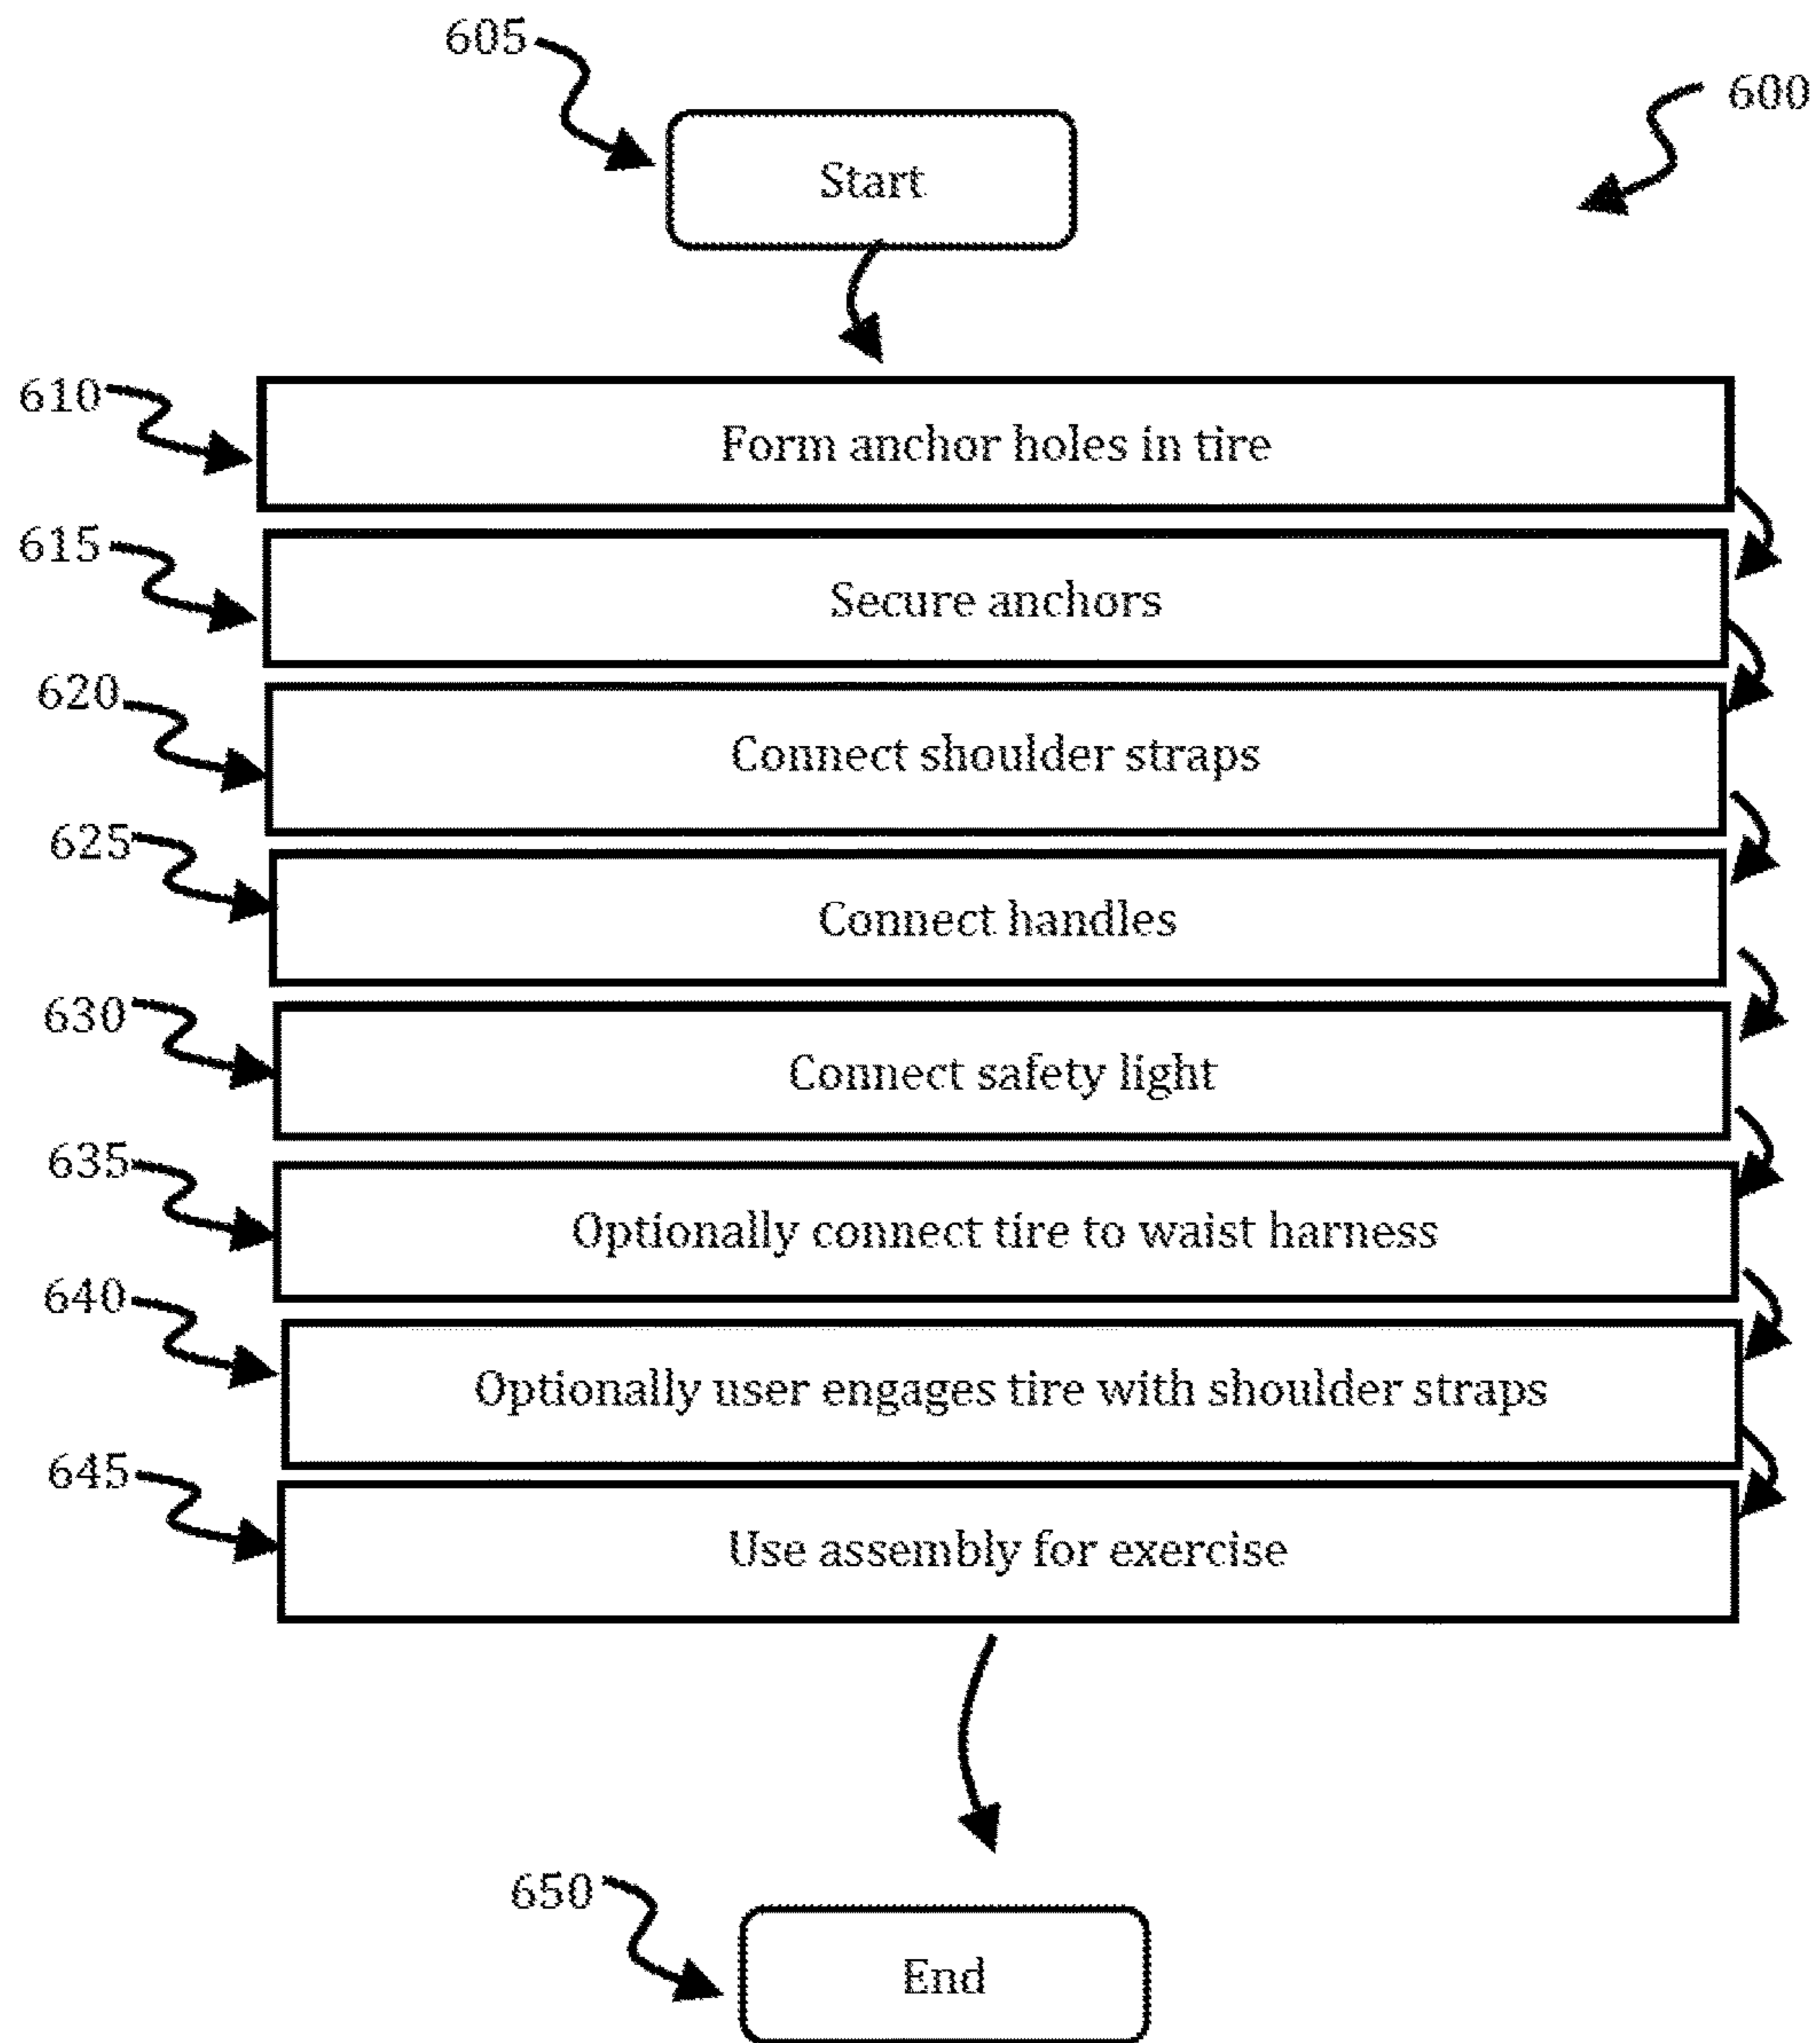 605
600
Start
610
Form anchor holes in tire
615
Secure anchors
620
Connect shoulder straps
625
Connect handles
630
Connect safety light
635
Optionally connect tire to waist harness
640
Optionally user engages tire with shoulder straps
645
Use assembly for exercise
650
End